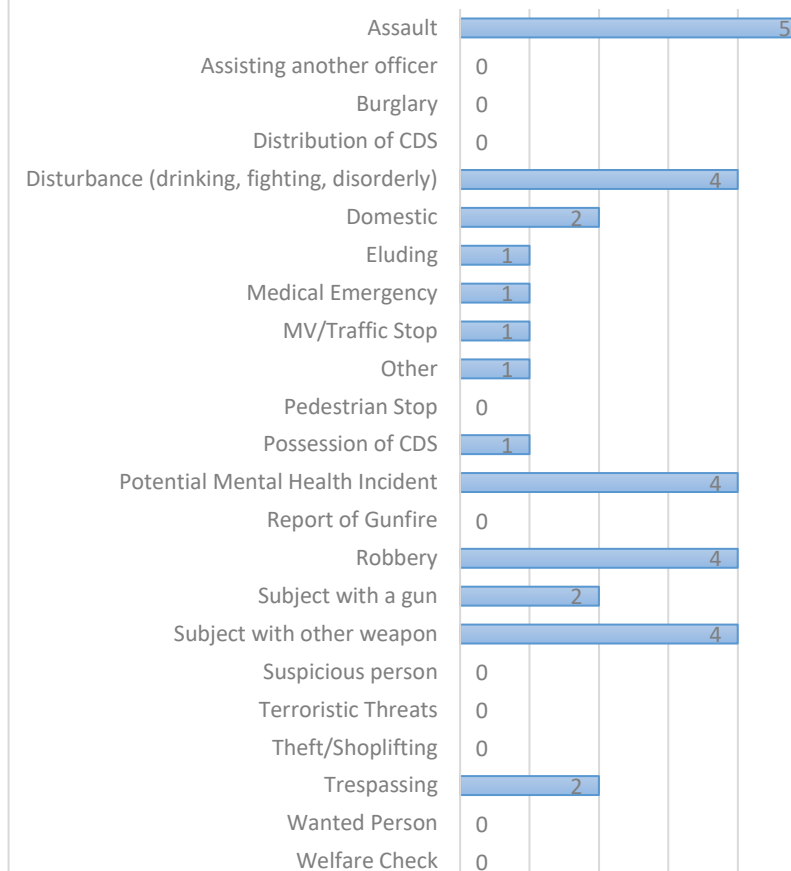 Assault 5
Assisting another officer 0
Burglary 0
Distribution of CDS 0
Disturbance (drinking, fighting, disorderly) 4
Domestic 2
Eluding 1
Medical Emergency 1
MV/Traffic Stop 1
Other 1
Pedestrian Stop 0
Possession of CDS 1
Potential Mental Health Incident 4
Report of Gunfire 0
Robbery 4
Subject with a gun 2
Subject with other weapon 4
Suspicious person 0
Terroristic Threats 0
Theft/Shoplifting 0
Trespassing 2
Wanted Person 0
Welfare Check 0